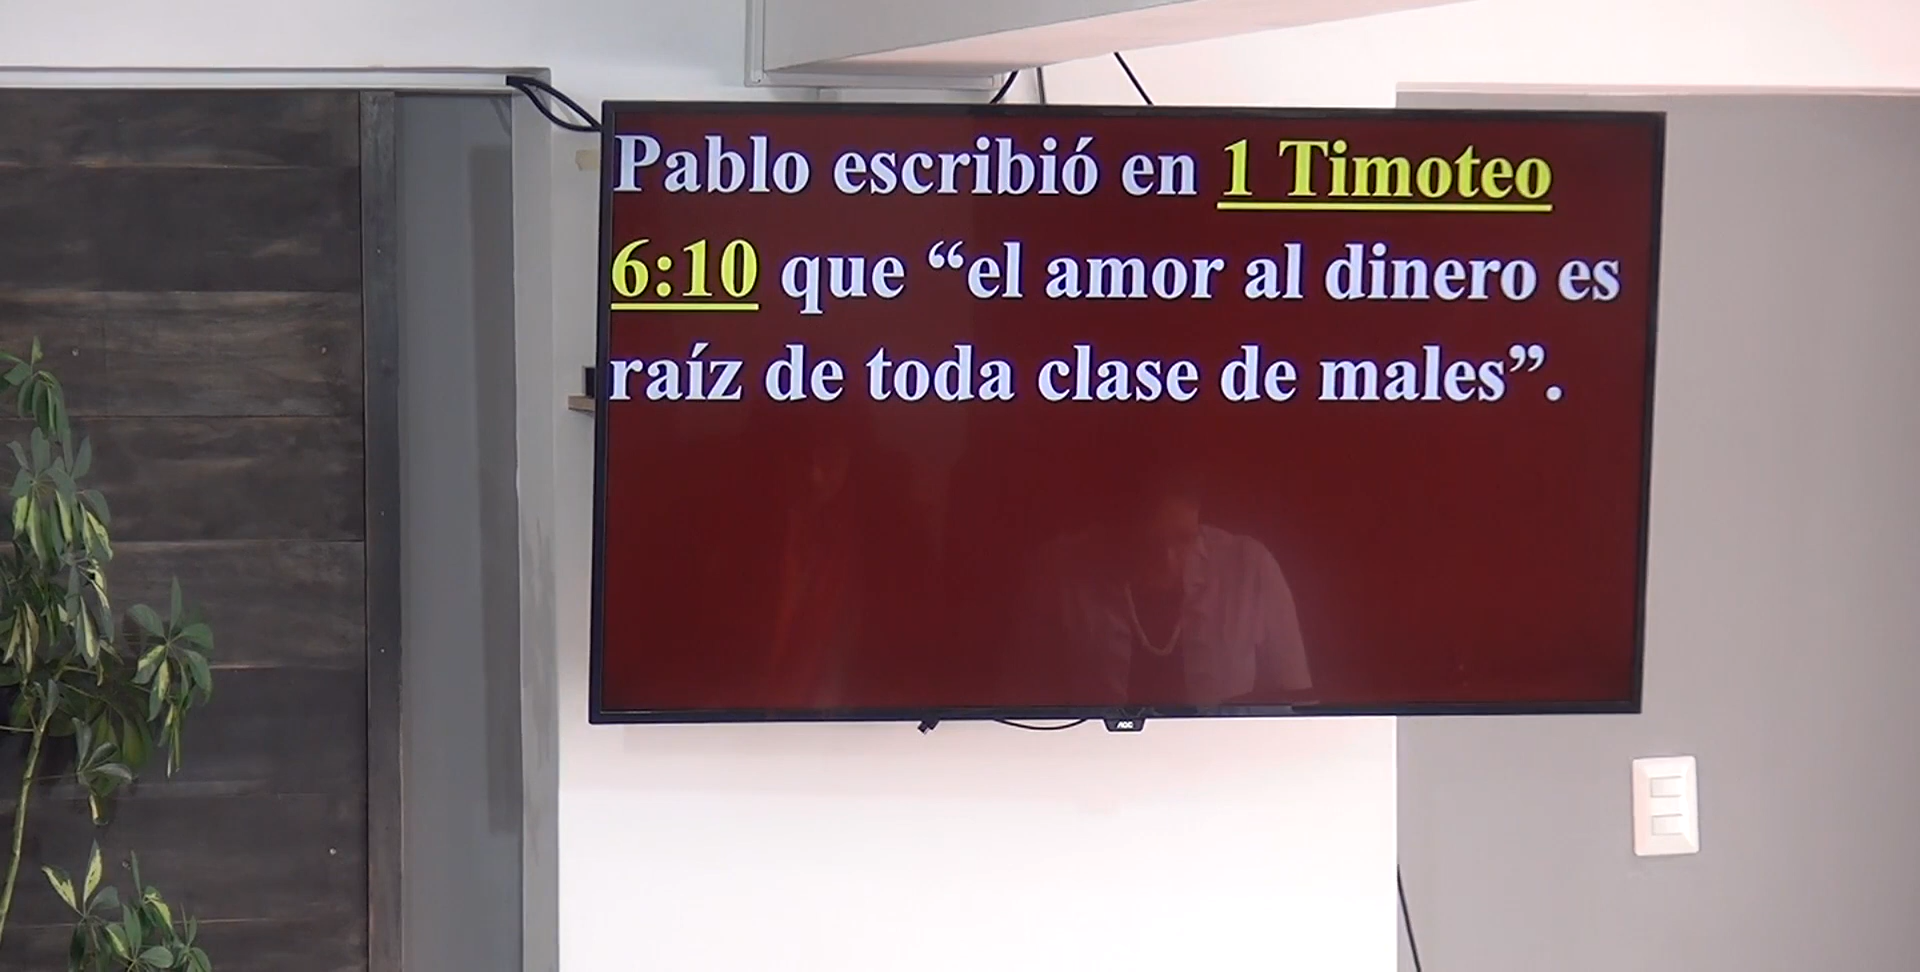 Pablo escribió en 1 Timoteo
6:10 que “el amor al dinero es
raíz de toda clase de males”.
AOC